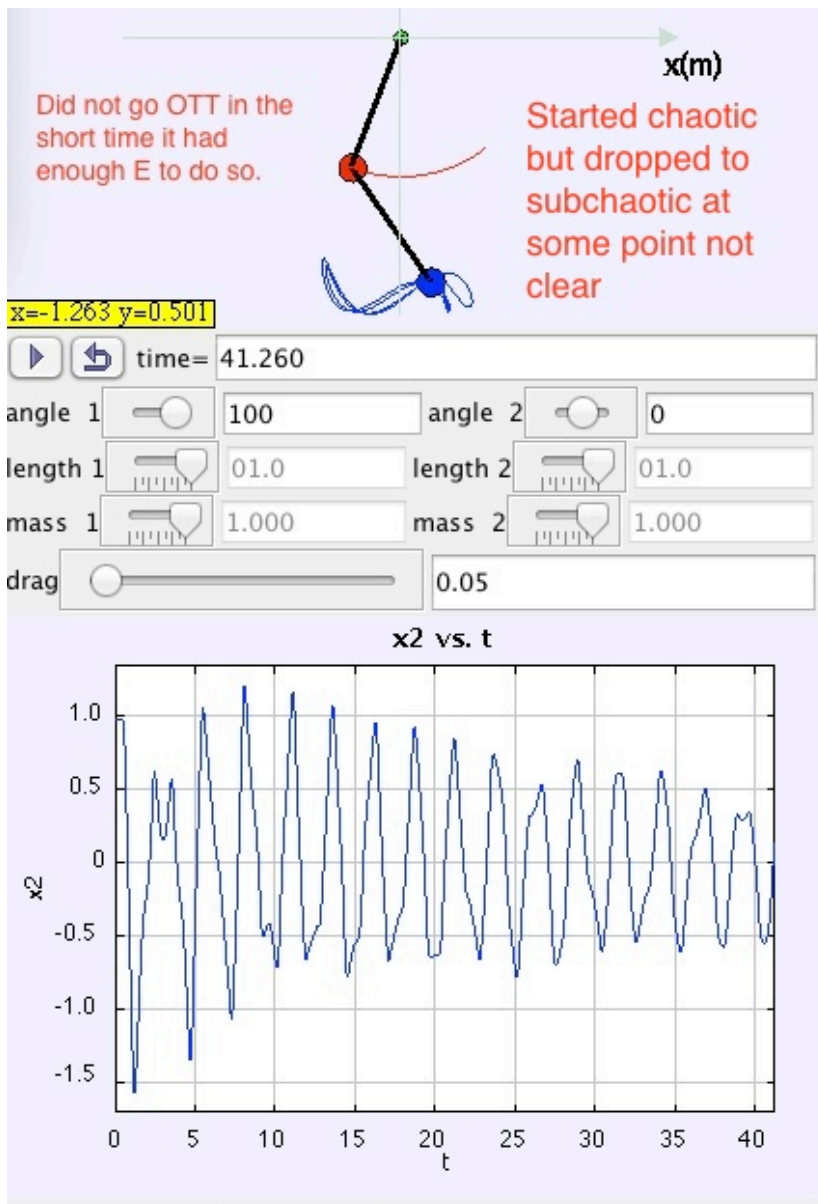 x(m)
Did not go OTT in the
short time it had
enough E to do so.
Started chaotic
but dropped to
subchaotic at
some point not
clear
x=-1.263 y=0.501
time= 41.260
angle 1 100 angle 2 0
length 1 01.0 length 2 01.0
mass 1 1.000 mass 2 1.000
drag 0.05
x2 vs. t
1.0
0.5
0
-0.5
-1.0
-1.5
x2
0 5 10 15 20 25 30 35 40
t